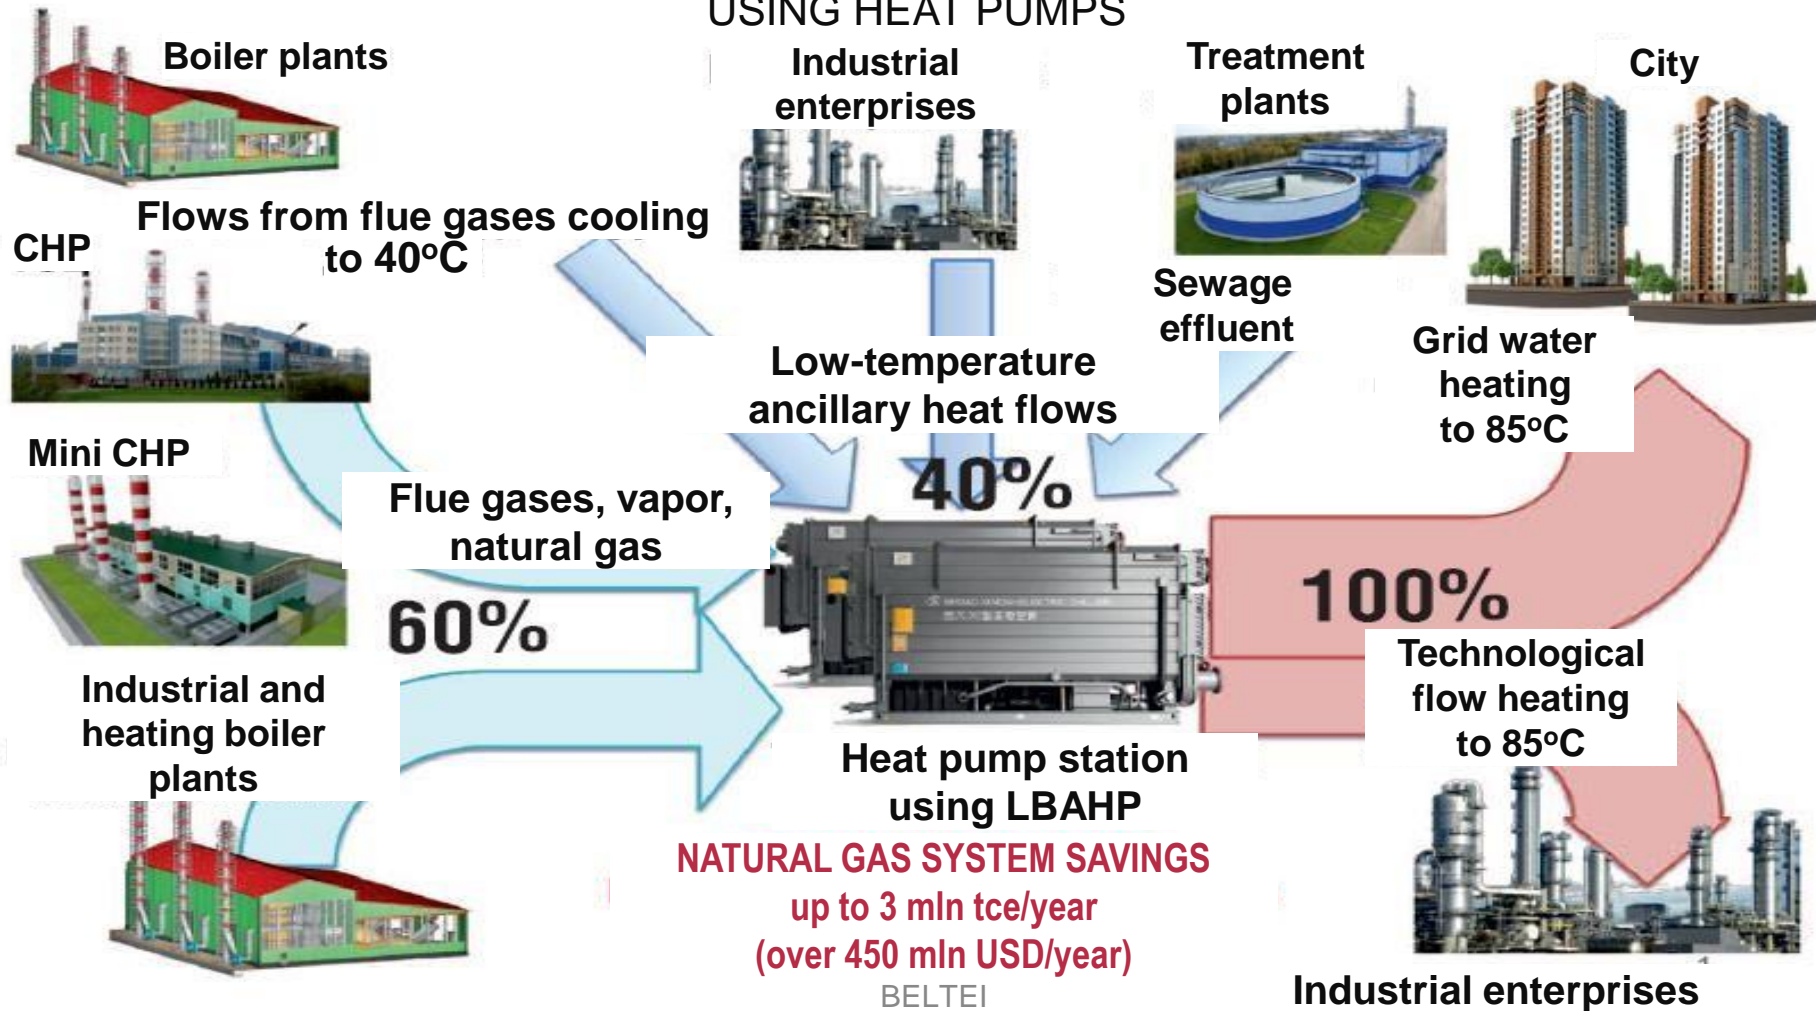 USING HEAT PUMPS
Boiler plants
Industrial
enterprises
Treatment
plants
City
Flows from flue gases cooling
to 40°C
CHP
Sewage
effluent
Grid water
heating
to 85°C
Low-temperature
ancillary heat flows
40%
Mini CHP
Flue gases, vapor,
natural gas
60%
100%
Industrial and
heating boiler
plants
Technological
flow heating
to 85°C
Heat pump station
using LBAHP
NATURAL GAS SYSTEM SAVINGS
up to 3 mln tce/year
(over 450 mln USD/year)
BELTEI
Industrial enterprises